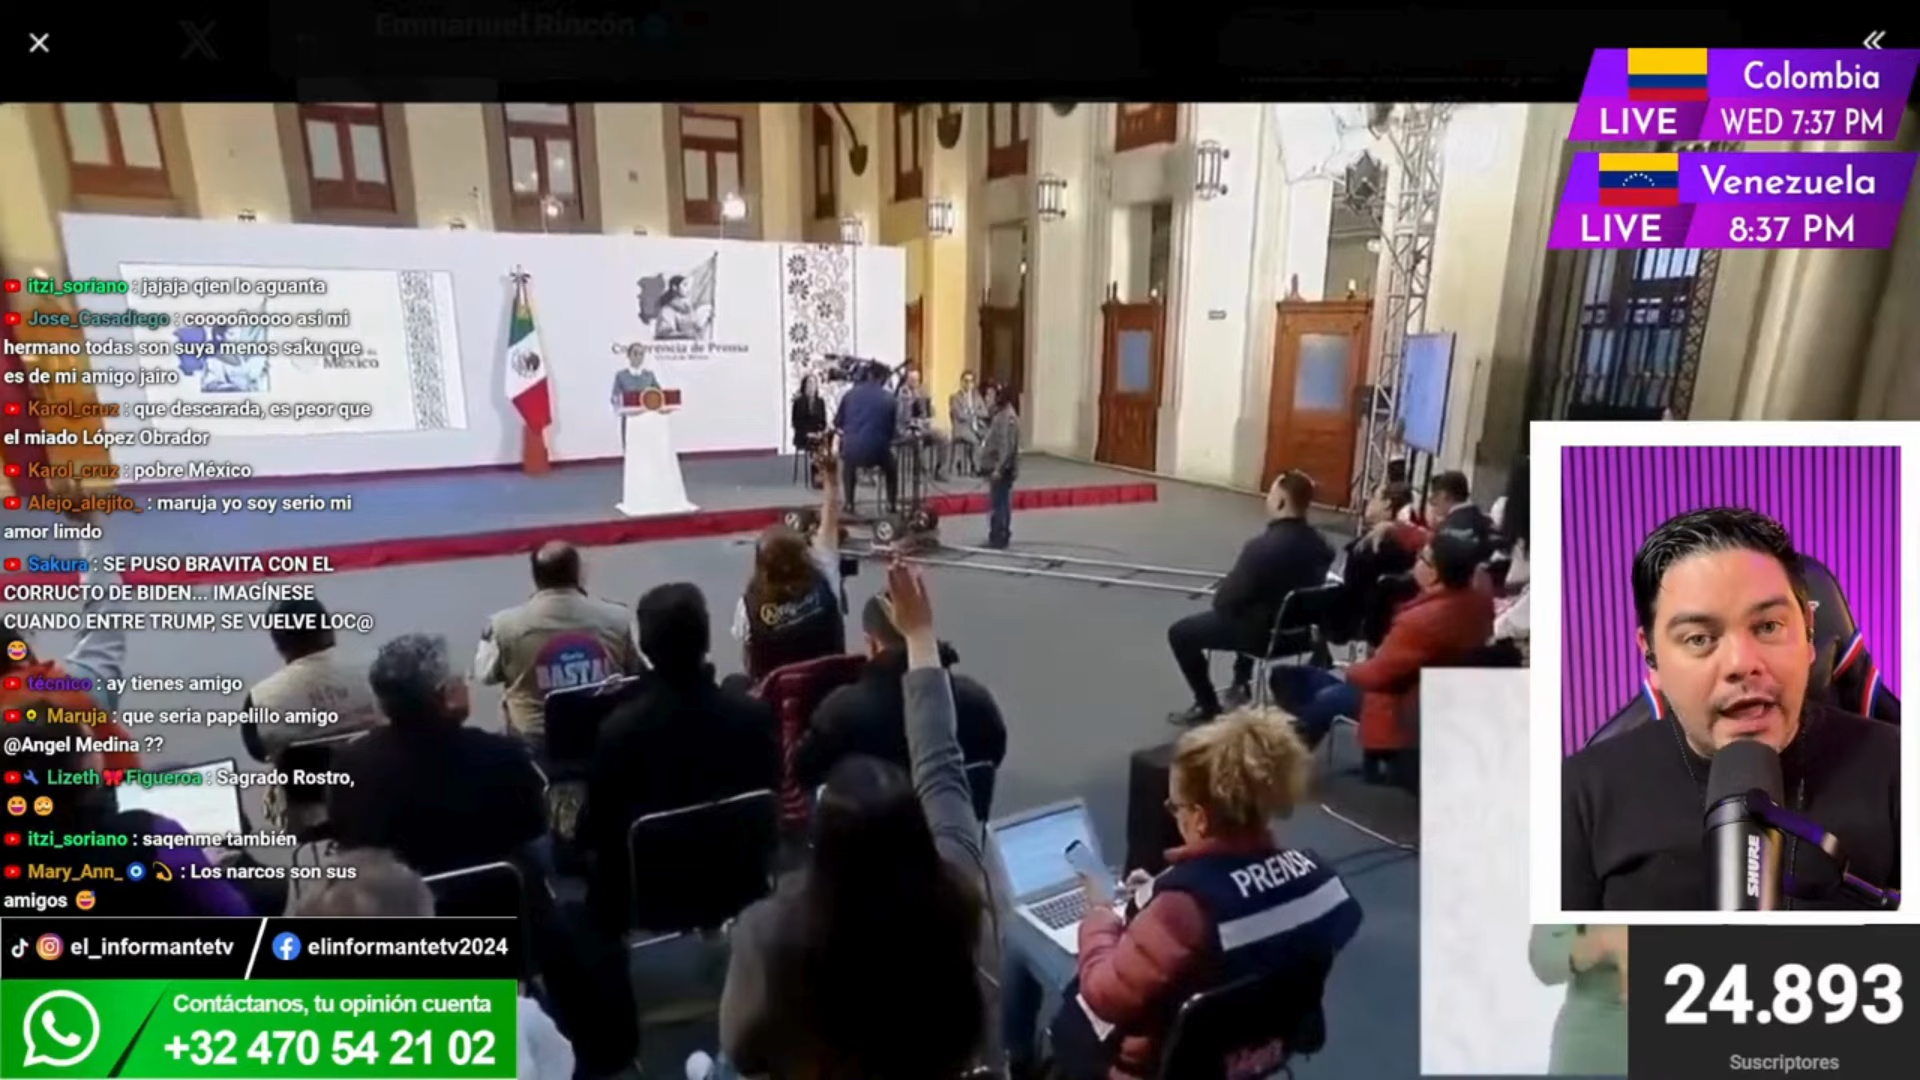 Emmanuel Rincón
Colombia
LIVE WED 7:37 PM
Venezuela
LIVE 8:37 PM
itzi_soriano : jajaja qien lo aguanta
Jose_Casadiego : cooooñoooo asi mi
hermano todas son suya menos saku que
es de mi amigo jairo
Karol_cruz : que descarada, es peor que
el miado López Obrador
Karol_cruz : pobre México
Alejo_alejito_ : maruja yo soy serio mi
amor limdo
Sakura : SE PUSO BRAVITA CON EL
CORRUCTO DE BIDEN... IMAGÍNESE
CUANDO ENTRE TRUMP, SE VUELVE LOC@
😂
técnico : ay tienes amigo
Maruja : que seria papelillo amigo
@Angel Medina ??
Lizeth🎀Figueroa : Sagrado Rostro,
itzi_soriano : saqenme también
Mary_Ann_🧿💫 : Los narcos son sus
amigos 😅
México
Conferencia de Prensa
BASTA
PRENSA
SHURE
el_informantetv / elinformantetv2024
Contáctanos, tu opinión cuenta
+32 470 54 21 02
24.893
Suscriptores